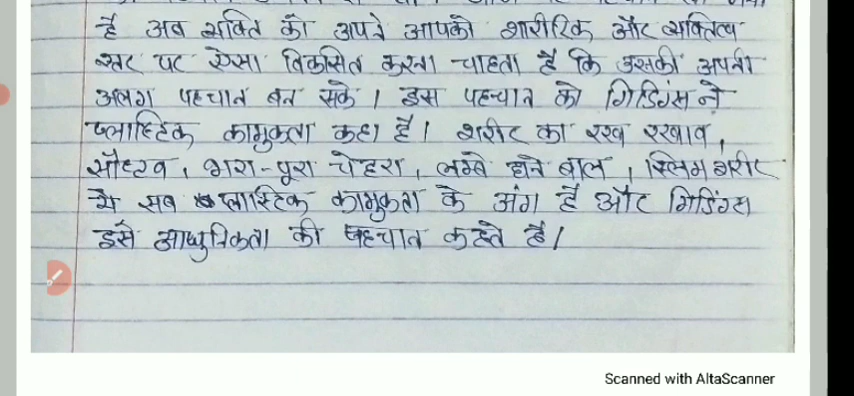 है अब व्यक्ति को अपने आपको शारीरिक और व्यक्तित्व
स्तर पर ऐसा विकसित करना चाहता है कि उसकी अपनी
अलग पहचान बन सके । इस पहचान को गिडिंग्स ने
प्लास्टिक कामुकता कहा है । शरीर का रख रखाव ,
सौष्ठव , भरा-पूरा चेहरा , लम्बे घने बाल , स्लिम शरीर
ये सब प्लास्टिक कामुकता के अंग हैं और गिडिंग्स
इसे आधुनिकता की पहचान कहते हैं /
Scanned with AltaScanner